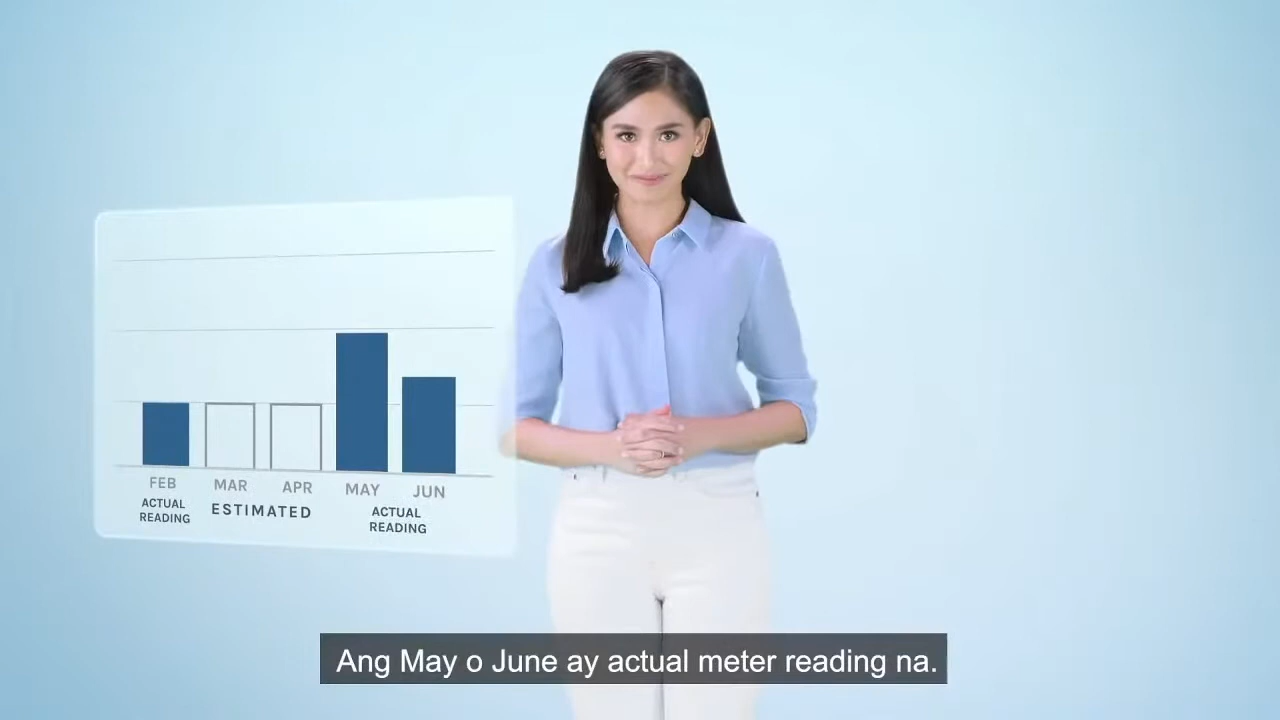 FEB MAR APR MAY JUN
ACTUAL
READING
ESTIMATED
ACTUAL
READING
Ang May o June ay actual meter reading na.